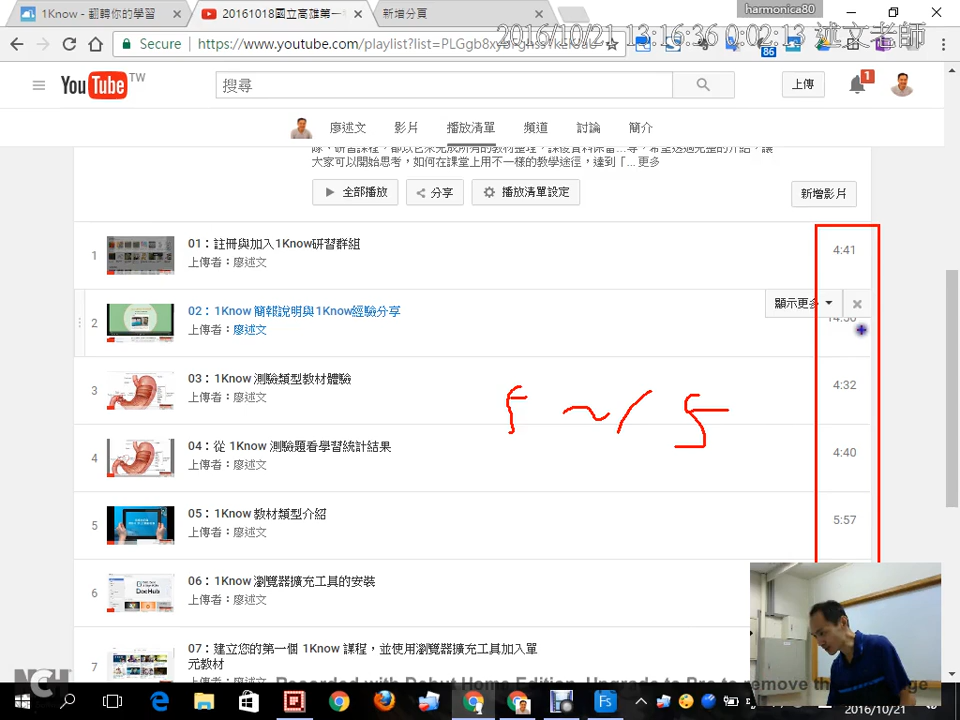 1Know - 翻轉你的學習
20161018國立高雄第一
新增分頁
harmonica80
Secure
2016/10/21 13:16:36 0:02:13 述文老師
86
YouTube TW
搜尋
上傳
1
廖述文 影片 播放清單 頻道 討論 簡介
大家可以開始思考，如何在課堂上用不一樣的教學途徑，達到「... 更多
全部播放 分享 播放清單設定
新增影片
1 01：註冊與加入1Know研習群組 4:41
上傳者：廖述文
2 02：1Know 簡報說明與1Know經驗分享
顯示更多
上傳者：廖述文
3 03：1Know 測驗類型教材體驗 4:32
上傳者：廖述文
4 04：從 1Know 測驗題看學習統計結果 4:40
上傳者：廖述文
5 ~ 15
5 05：1Know 教材類型介紹 5:57
上傳者：廖述文
6 06：1Know 瀏覽器擴充工具的安裝
上傳者：廖述文
DocHub
7 07：建立您的第一個 1Know 課程，並使用瀏覽器擴充工具加入單
元教材
上傳者：廖述文
NCH
Recorded with Debut Home Edition. Upgrade to Pro to remove this message
2016/10/21